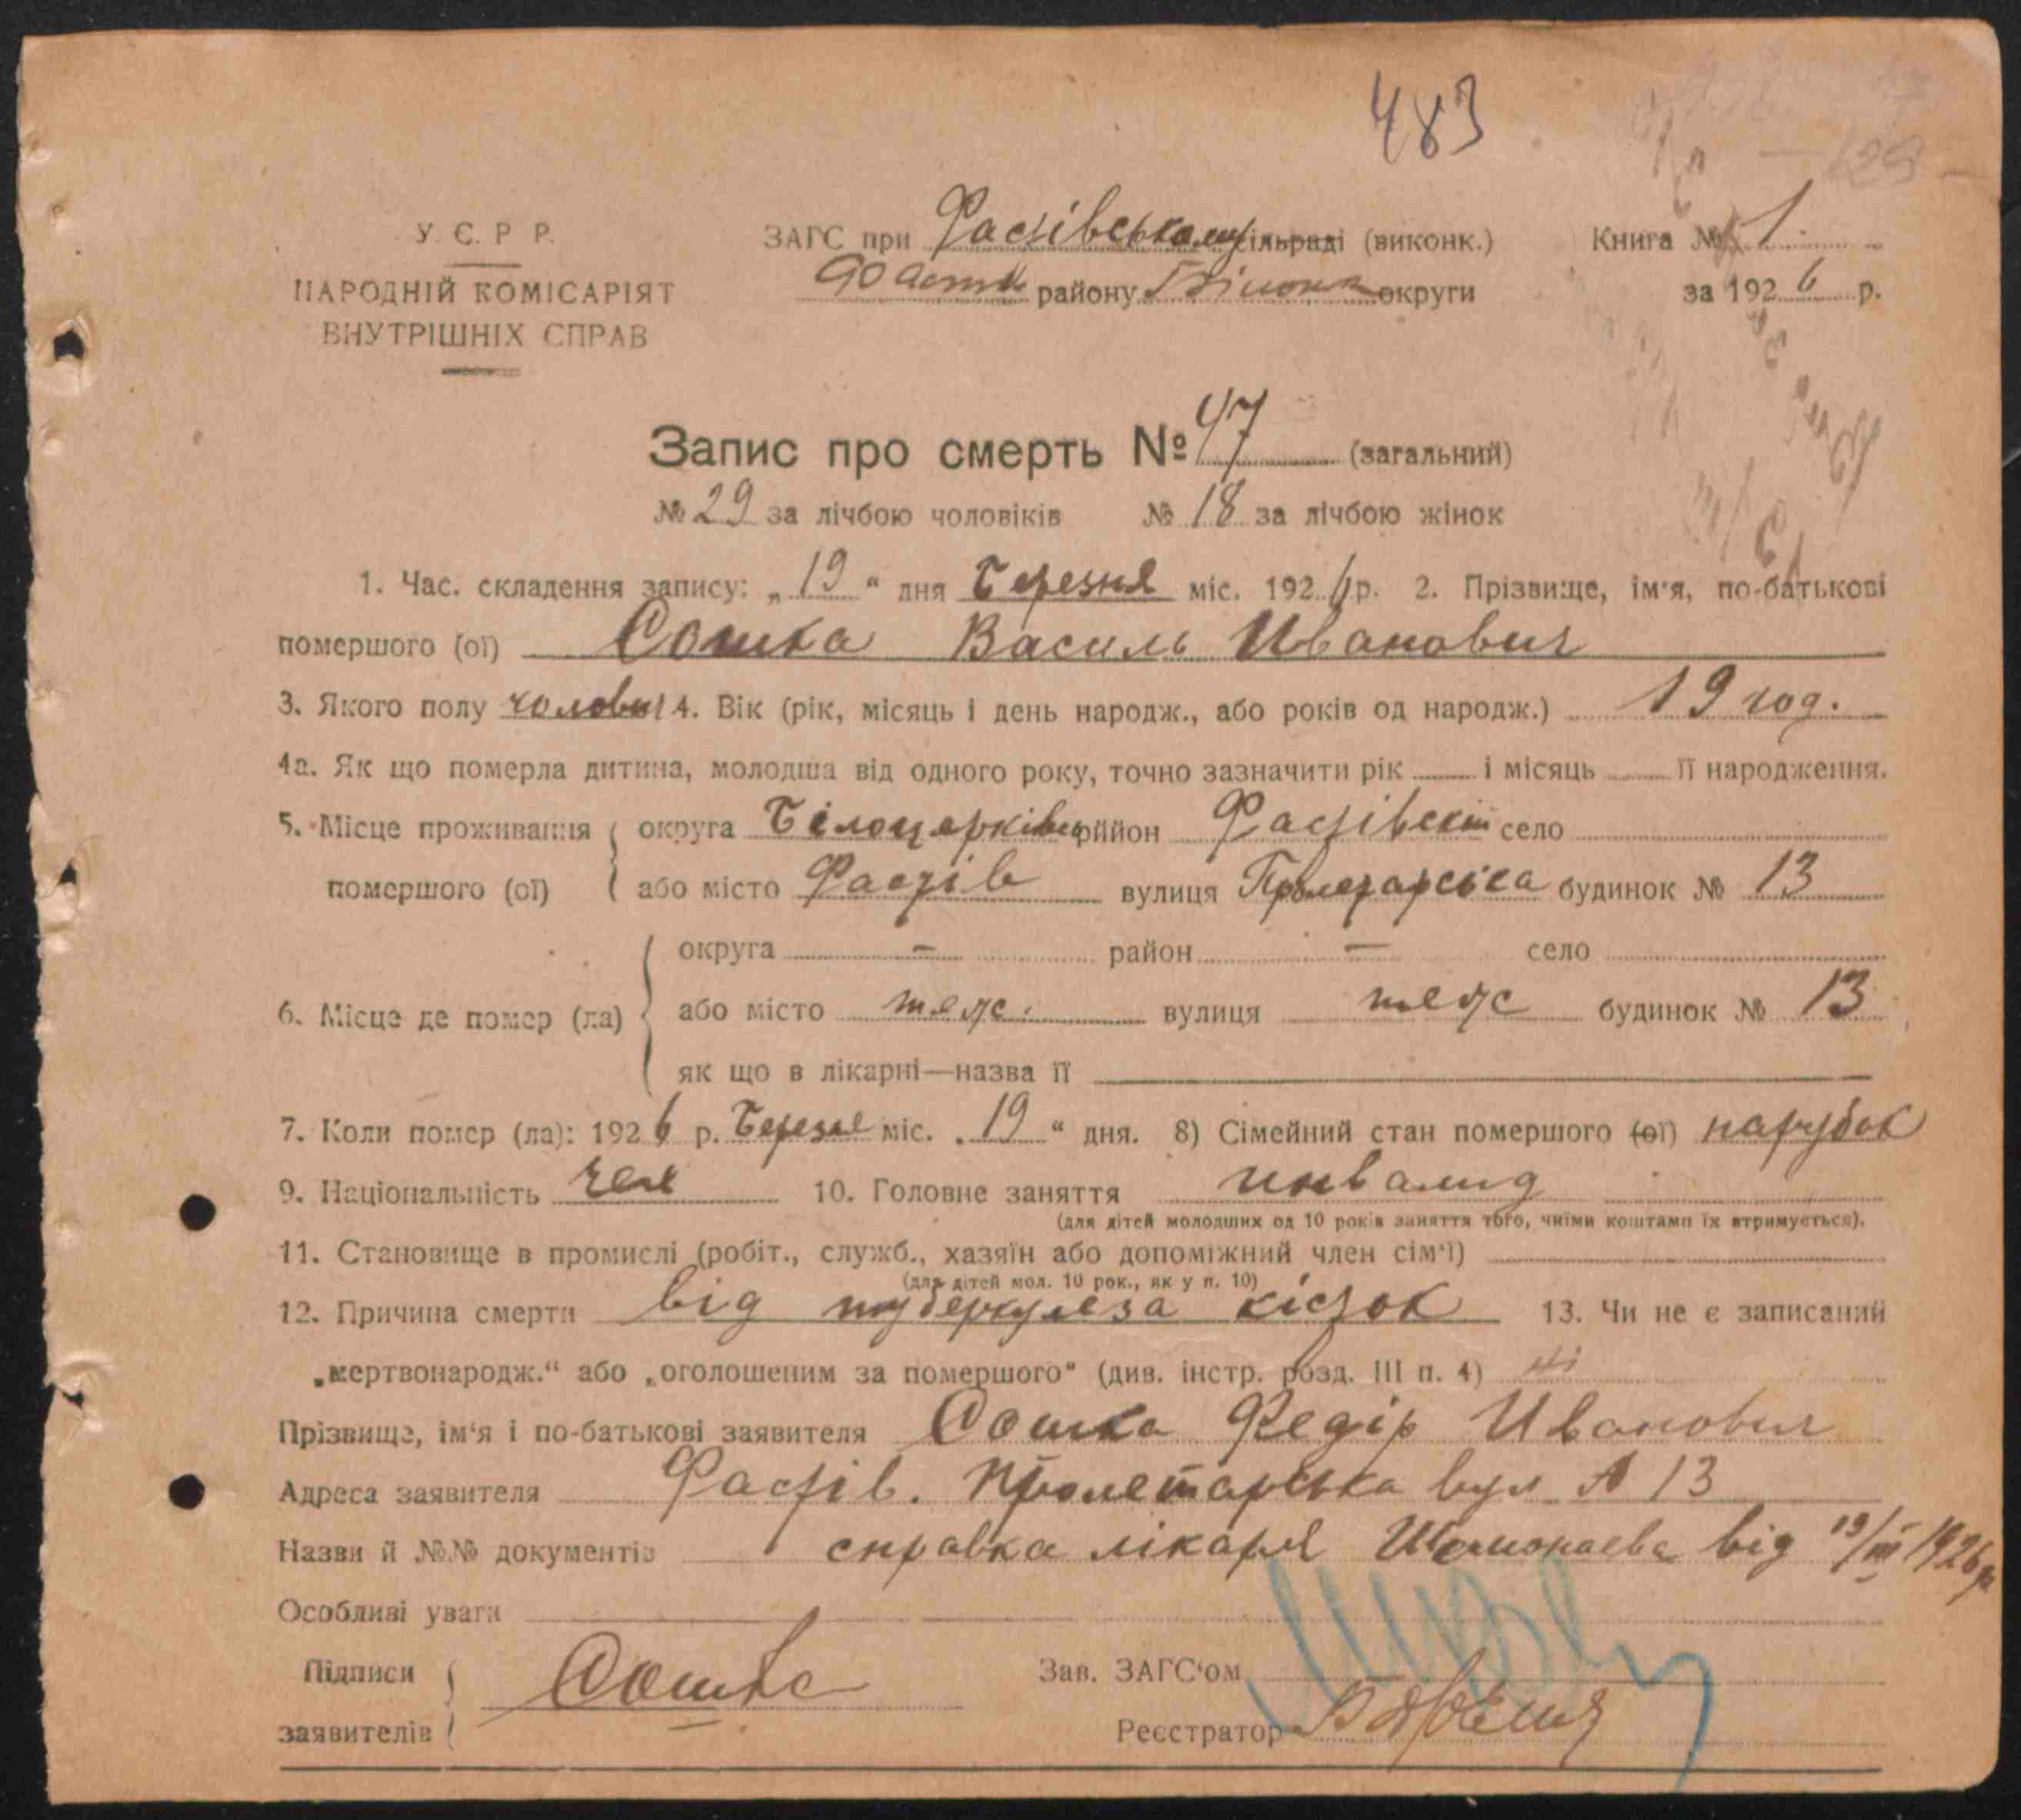 483
У. С. Р. Р.
НАРОДНІЙ КОМІСАРІЯТ
ВНУТРІШНІХ СПРАВ
ЗАГС при Фастівському сільраді (виконк.)
району Білоцерк округи
Книга № 1
за 1926 р.
Запис про смерть № 47 (загальний)
№ 29 за лічбою чоловіків № 18 за лічбою жінок
1. Час. складення запису: „19“ дня Березня міс. 1926 р. 2. Прізвище, ім'я, по-батькові
помершого (ої) Сошка Василь Иванович
3. Якого полу чоловіч 4. Вік (рік, місяць і день народж., або років од народж.) 19 год.
4а. Як що померла дитина, молодша від одного року, точно зазначити рік і місяць її народження.
5. Місце проживання округа Білоцерківськ район Фастівськ село
помершого (ої) або місто Фастів вулиця Пролетарська будинок № 13
округа — район — село
6. Місце де помер (ла) або місто теж. вулиця теж будинок № 13
як що в лікарні—назва її
7. Коли помер (ла): 1926 р. Березня міс. „19“ дня. 8) Сімейний стан помершого (ої) парубок
9. Національність 10. Головне заняття инвалид
(для дітей молодших од 10 років заняття того, чиїми коштами їх втримується).
11. Становище в промислі (робіт., служб., хазяїн або допоміжний член сім'ї)
(для дітей мол. 10 рок., як у п. 10)
12. Причина смерти від туберкулеза кісток 13. Чи не є записаний
„мертвонародж.“ або „оголошеним за помершого“ (див. інстр. розд. III п. 4) ні
Прізвище, ім'я і по-батькові заявителя Сошка Федір Иванович
Адреса заявителя Фастів. Пролетарська вул № 13
Назви й №№ документів справка лікаря від 19/III 1926 р
Особливі уваги
Підписи заявителів Сошка
Зав. ЗАГС'ом
Реєстратор